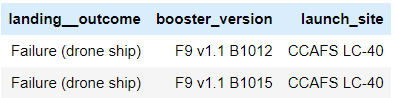 landing__outcome booster_version launch_site
Failure (drone ship) F9 v1.1 B1012 CCAFS LC-40
Failure (drone ship) F9 v1.1 B1015 CCAFS LC-40